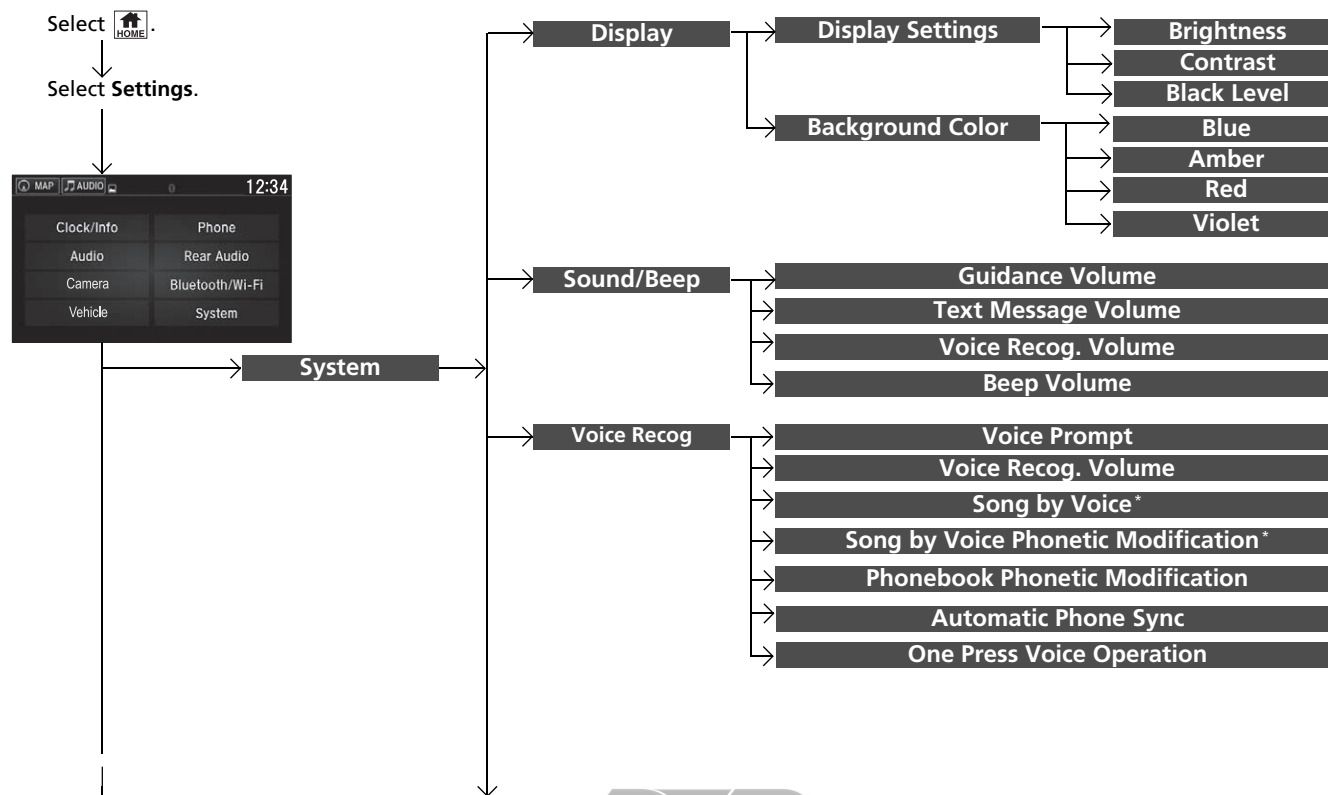 Select HOME.
Select Settings.
MAP AUDIO 12:34
Clock/Info Phone
Audio Rear Audio
Camera Bluetooth/Wi-Fi
Vehicle System
System
Display
Display Settings
Brightness
Contrast
Black Level
Background Color
Blue
Amber
Red
Violet
Sound/Beep
Guidance Volume
Text Message Volume
Voice Recog. Volume
Beep Volume
Voice Recog
Voice Prompt
Voice Recog. Volume
Song by Voice*
Song by Voice Phonetic Modification*
Phonebook Phonetic Modification
Automatic Phone Sync
One Press Voice Operation